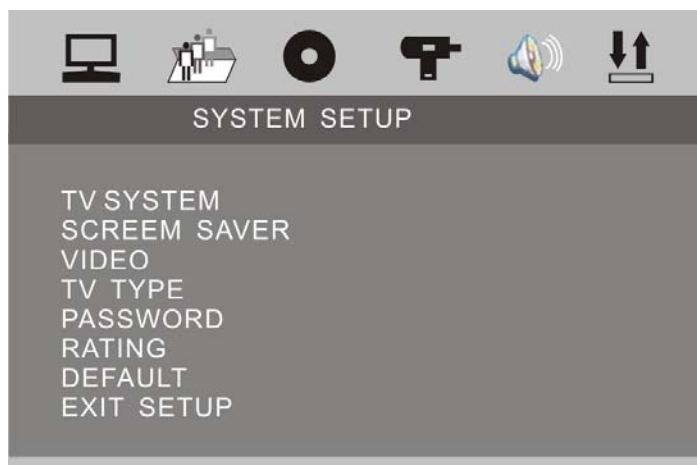 SYSTEM SETUP
TV SYSTEM
SCREEM SAVER
VIDEO
TV TYPE
PASSWORD
RATING
DEFAULT
EXIT SETUP